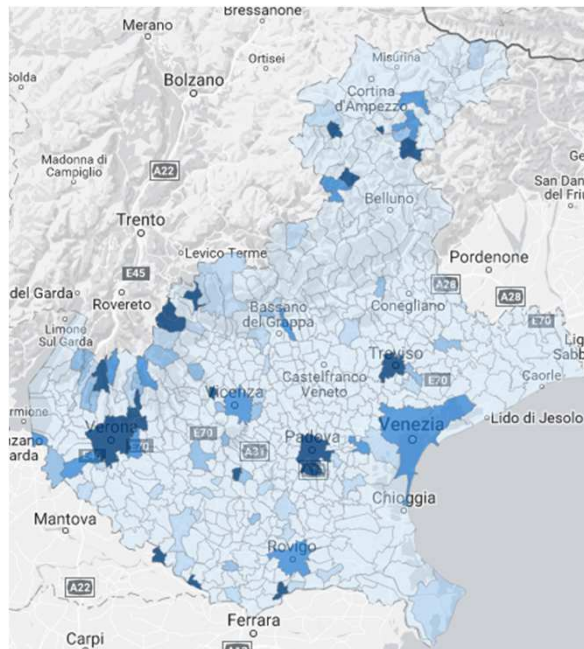 Bressanone
Merano
Ortisei
Misurina
Solda
Bolzano
Cortina
d'Ampezzo
Madonna di
Campiglio
A22
San Dan
del Friu
Belluno
Trento
Levico Terme
Pordenone
E45
A28
del Garda
Rovereto
A28
Bassano
del Grappa
Conegliano
E70
Limone
Sul Garda
Treviso
Castelfranco
Veneto
E70
Caorle
Vicenza
Verona
E70
Padova
Venezia
Lido di Jesolo
E70
A31
Chioggia
Mantova
Rovigo
A22
Ferrara
Carpi